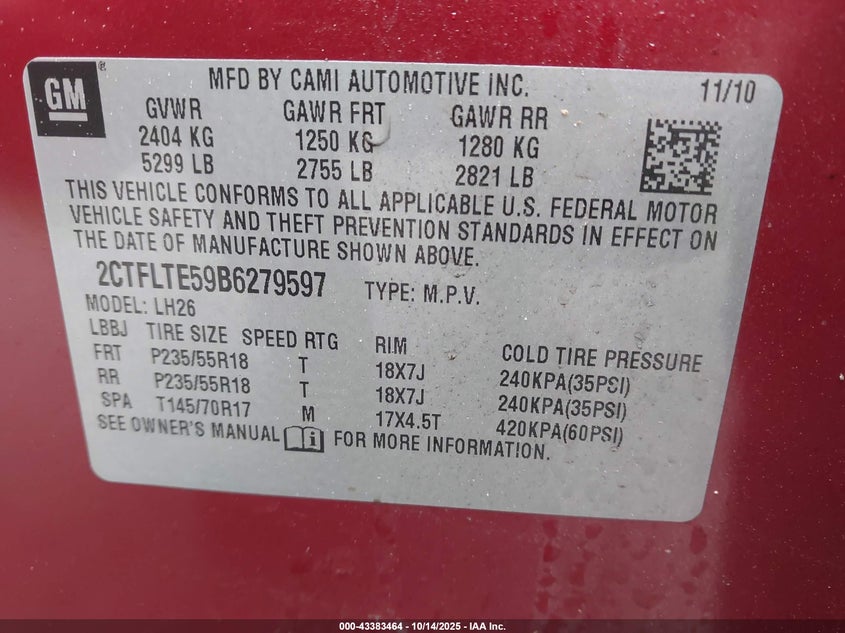 GM ®
MFD BY CAMI AUTOMOTIVE INC. 11/10
GVWR GAWR FRT GAWR RR
2404 KG 1250 KG 1280 KG
5299 LB 2755 LB 2821 LB
THIS VEHICLE CONFORMS TO ALL APPLICABLE U.S. FEDERAL MOTOR
VEHICLE SAFETY AND THEFT PREVENTION STANDARDS IN EFFECT ON
THE DATE OF MANUFACTURE SHOWN ABOVE.
2CTFLTE59B6279597 TYPE: M.P.V.
MODEL: LH26
LBBJ TIRE SIZE SPEED RTG RIM COLD TIRE PRESSURE
FRT P235/55R18 T 18X7J 240KPA(35PSI)
RR P235/55R18 T 18X7J 240KPA(35PSI)
SPA T145/70R17 M 17X4.5T 420KPA(60PSI)
SEE OWNER'S MANUAL i FOR MORE INFORMATION.
000-43383464 - 10/14/2025 - IAA Inc.